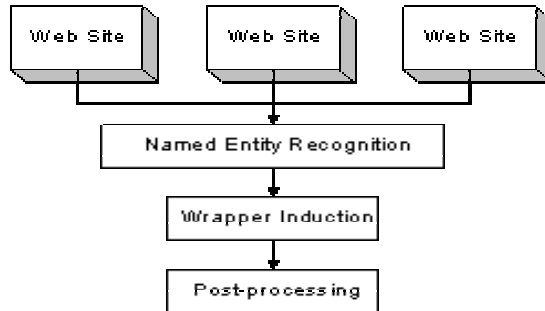 Web Site
Web Site
Web Site
Named Entity Recognition
Wrapper Induction
Post-processing